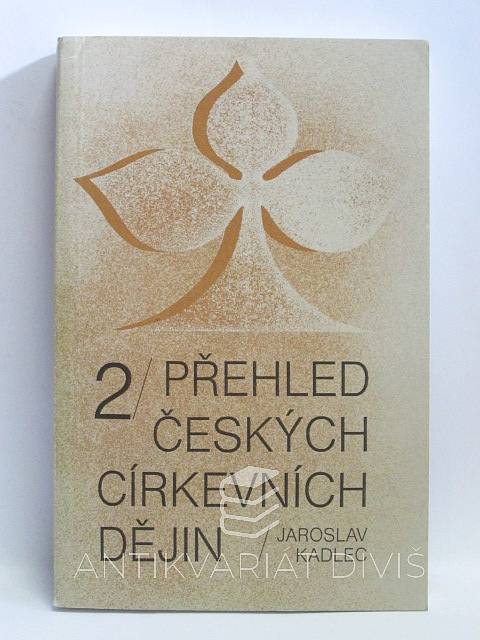 2/ PŘEHLED
ČESKÝCH
CÍRKEVNÍCH
DĚJIN / JAROSLAV
KADLEC
ANTIKVARIÁT DIVIŠ